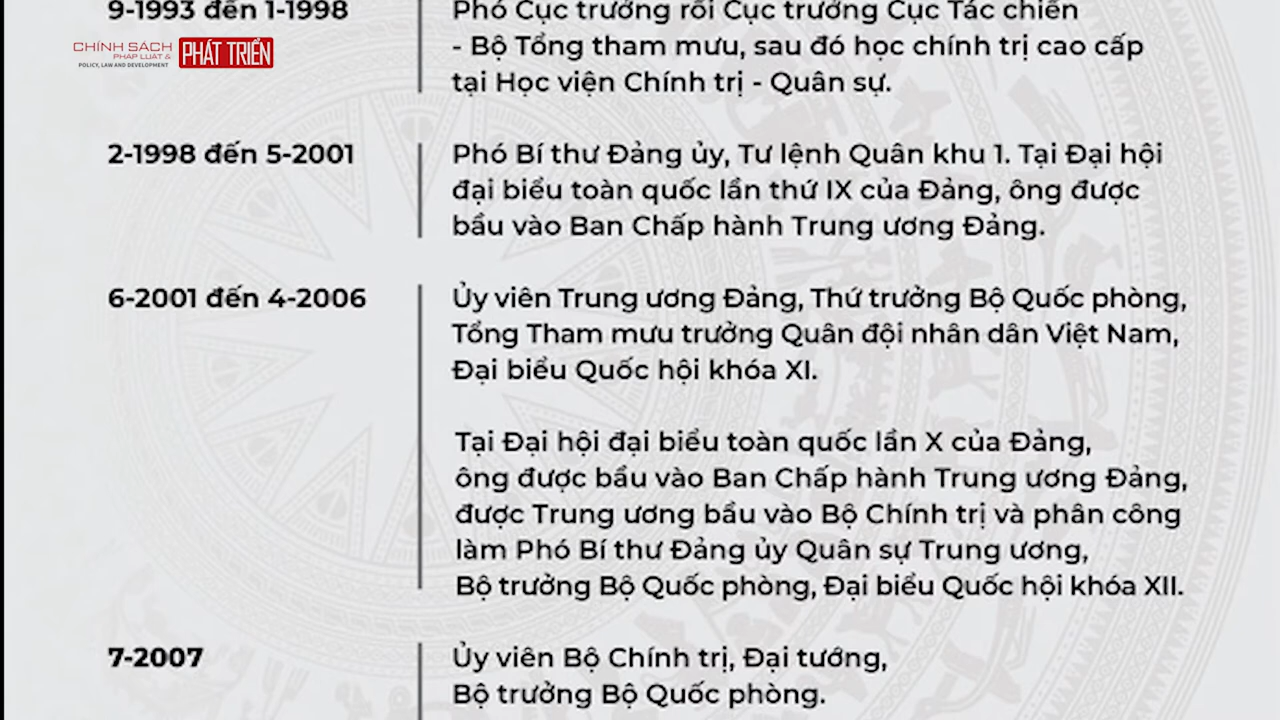 9-1993 đến 1-1998
Phó Cục trưởng rồi Cục trưởng Cục Tác chiến
- Bộ Tổng tham mưu, sau đó học chính trị cao cấp
tại Học viện Chính trị - Quân sự.
CHÍNH SÁCH
PHÁP LUẬT &
PHÁT TRIỂN
POLICY, LAW AND DEVELOPMENT
2-1998 đến 5-2001
Phó Bí thư Đảng ủy, Tư lệnh Quân khu 1. Tại Đại hội
đại biểu toàn quốc lần thứ IX của Đảng, ông được
bầu vào Ban Chấp hành Trung ương Đảng.
6-2001 đến 4-2006
Ủy viên Trung ương Đảng, Thứ trưởng Bộ Quốc phòng,
Tổng Tham mưu trưởng Quân đội nhân dân Việt Nam,
Đại biểu Quốc hội khóa XI.
Tại Đại hội đại biểu toàn quốc lần X của Đảng,
ông được bầu vào Ban Chấp hành Trung ương Đảng,
được Trung ương bầu vào Bộ Chính trị và phân công
làm Phó Bí thư Đảng ủy Quân sự Trung ương,
Bộ trưởng Bộ Quốc phòng, Đại biểu Quốc hội khóa XII.
7-2007
Ủy viên Bộ Chính trị, Đại tướng,
Bộ trưởng Bộ Quốc phòng.